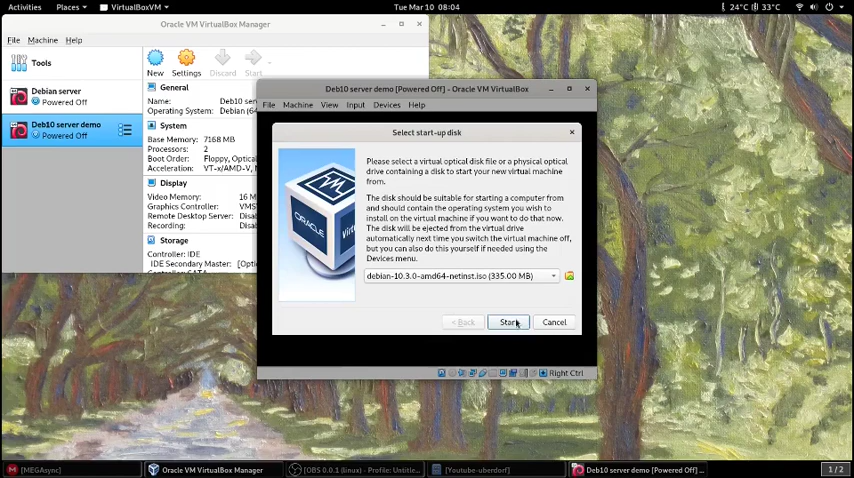 Activities Places VirtualBoxVM Tue Mar 10 08:04 24°C 33°C
Oracle VM VirtualBox Manager
File Machine Help
Tools
New Settings Discard Start
Debian server
Powered Off
Deb10 server demo
Powered Off
General
Name: Deb10 se
Operating System: Debian (64
System
Base Memory: 7168 MB
Processors: 2
Boot Order: Floppy, Optical
Acceleration: VT-x/AMD-V,
Display
Video Memory: 16 M
Graphics Controller: VMS
Remote Desktop Server: Disa
Recording: Disa
Storage
Controller: IDE
IDE Secondary Master: [Opti
Deb10 server demo [Powered Off] - Oracle VM VirtualBox
File Machine View Input Devices Help
Select start-up disk
Please select a virtual optical disk file or a physical optical
drive containing a disk to start your new virtual machine
from.
The disk should be suitable for starting a computer from
and should contain the operating system you wish to
install on the virtual machine if you want to do that now.
The disk will be ejected from the virtual drive
automatically next time you switch the virtual machine off,
but you can also do this yourself if needed using the
Devices menu.
debian-10.3.0-amd64-netinst.iso (335.00 MB)
ORACLE
< Back Start Cancel
Right Ctrl
[MEGAsync] Oracle VM VirtualBox Manager [OBS 0.0.1 (linux) - Profile: Untitle... [Youtube-uberdorf] Deb10 server demo [Powered Off] ... 1 / 2